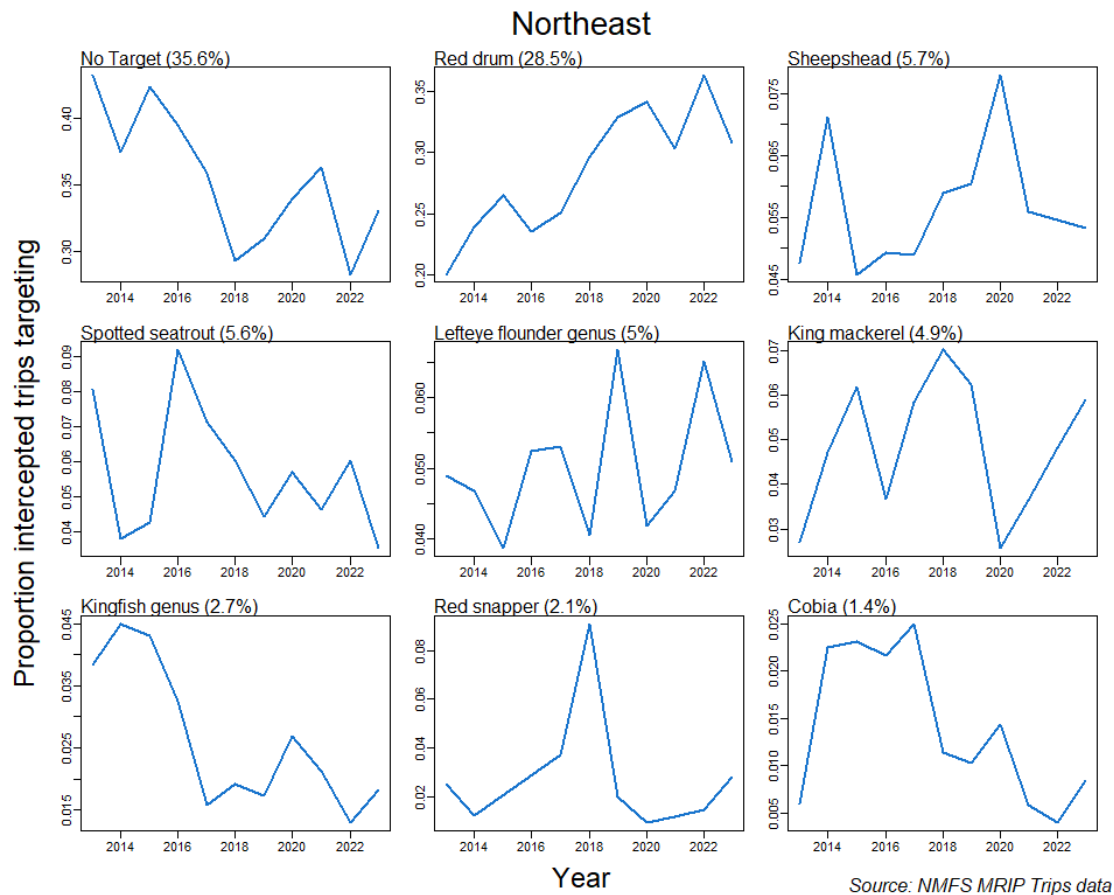 Northeast
Proportion intercepted trips targeting
No Target (35.6%)
0.40
0.35
0.30
2014 2016 2018 2020 2022
Red drum (28.5%)
0.35
0.30
0.25
0.20
2014 2016 2018 2020 2022
Sheepshead (5.7%)
0.075
0.065
0.055
0.045
2014 2016 2018 2020 2022
Spotted seatrout (5.6%)
0.09
0.08
0.07
0.06
0.05
0.04
2014 2016 2018 2020 2022
Lefteye flounder genus (5%)
0.060
0.050
0.040
2014 2016 2018 2020 2022
King mackerel (4.9%)
0.07
0.06
0.05
0.04
0.03
2014 2016 2018 2020 2022
Kingfish genus (2.7%)
0.045
0.035
0.025
0.015
2014 2016 2018 2020 2022
Red snapper (2.1%)
0.08
0.06
0.04
0.02
2014 2016 2018 2020 2022
Cobia (1.4%)
0.025
0.020
0.015
0.010
0.005
2014 2016 2018 2020 2022
Year
Source: NMFS MRIP Trips data